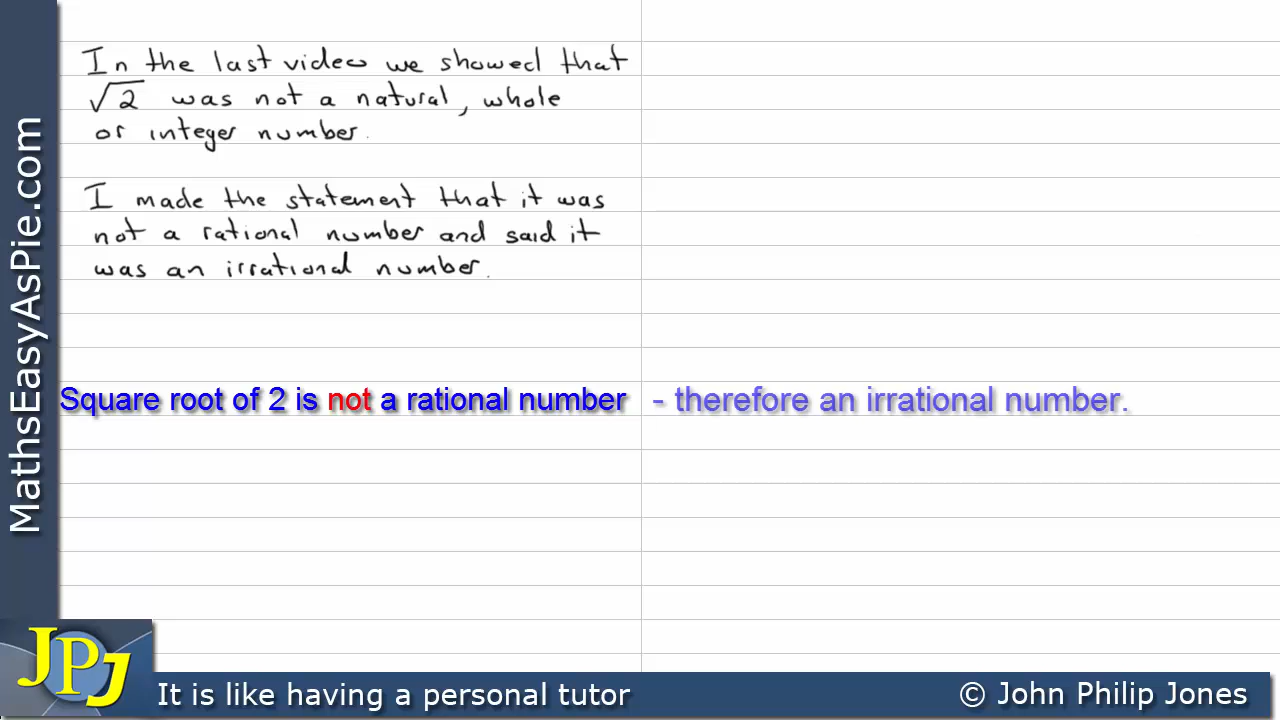 In the last video we showed that
√2 was not a natural, whole
or integer number.
I made the statement that it was
not a rational number and said it
was an irrational number.
Square root of 2 is not a rational number - therefore an irrational number.
MathsEasyAsPie.com
JPJ
It is like having a personal tutor
© John Philip Jones